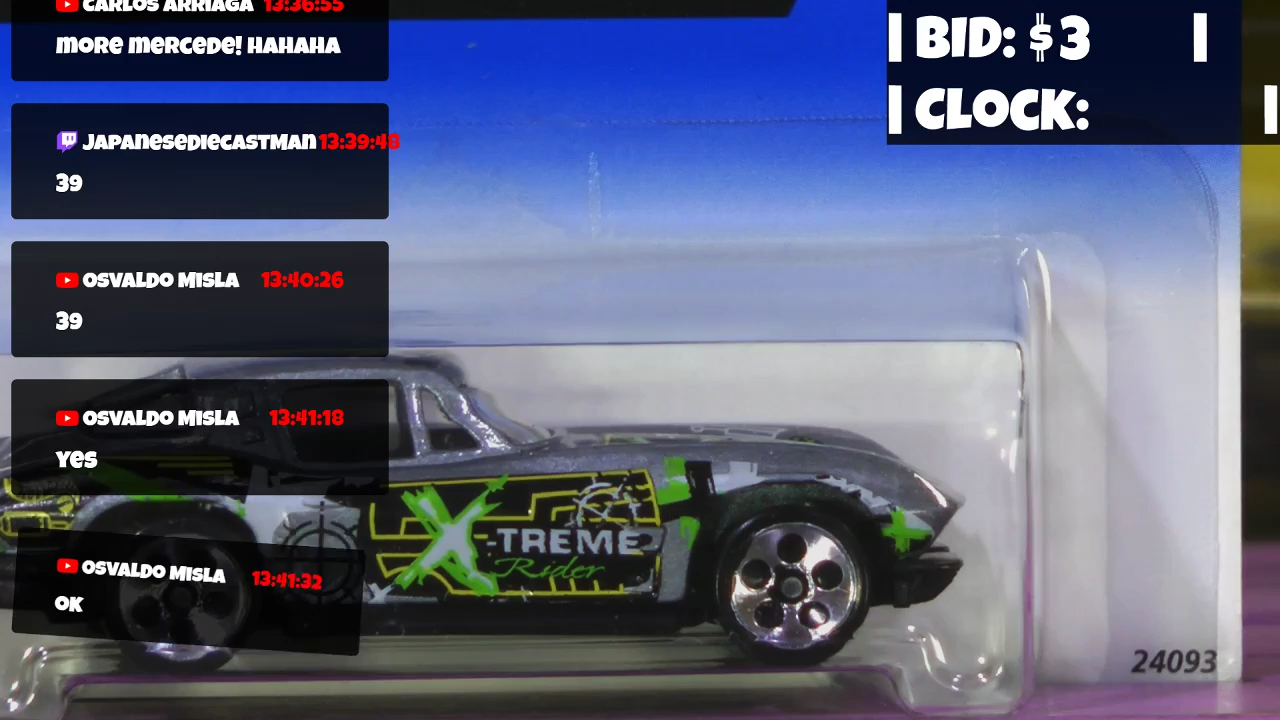 CARLOS ARRIAGA 13:36:55
more mercede! HAHAHA
JAPANESEDIECASTMAN 13:39:48
39
OSVALDO MISLA 13:40:26
39
OSVALDO MISLA 13:41:18
Yes
OSVALDO MISLA 13:41:32
OK
| BID: $3 |
| CLOCK: |
X-TREME
Rider
24093